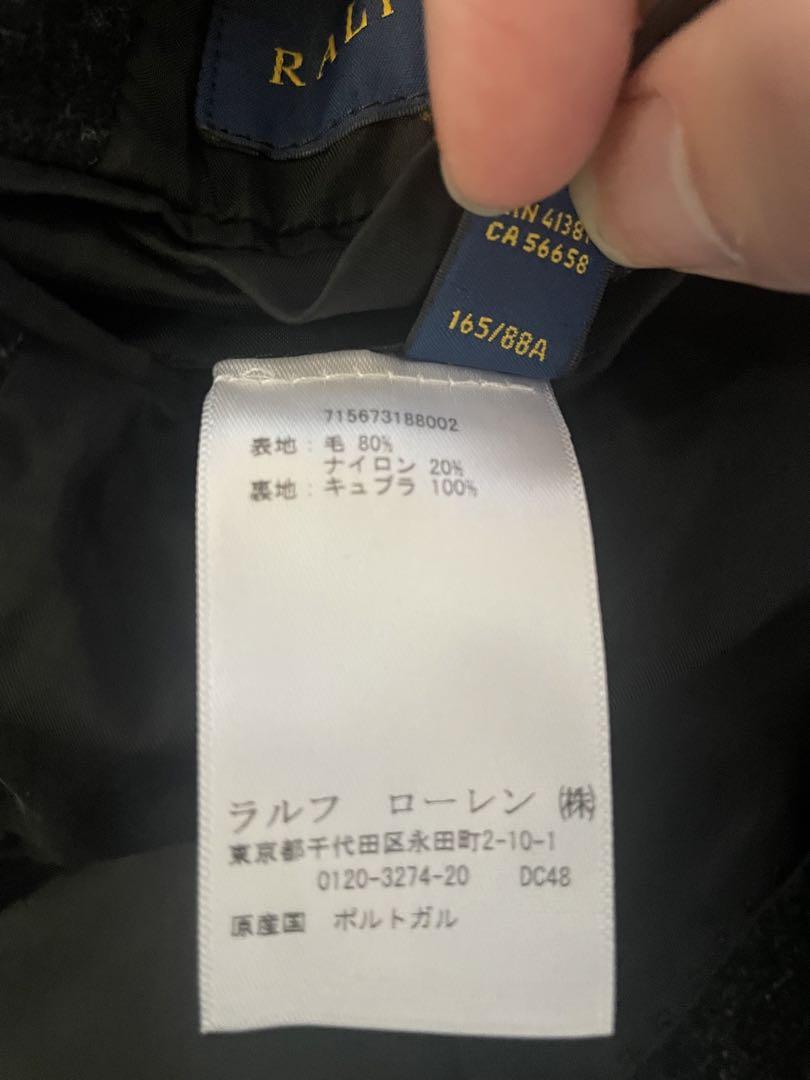 RAL
CA 56658
165/88A
715673188002
表地：毛 80%
ナイロン 20%
裏地：キュプラ 100%
ラルフ ローレン ㈱
東京都千代田区永田町2-10-1
0120-3274-20 DC48
原産国 ポルトガル